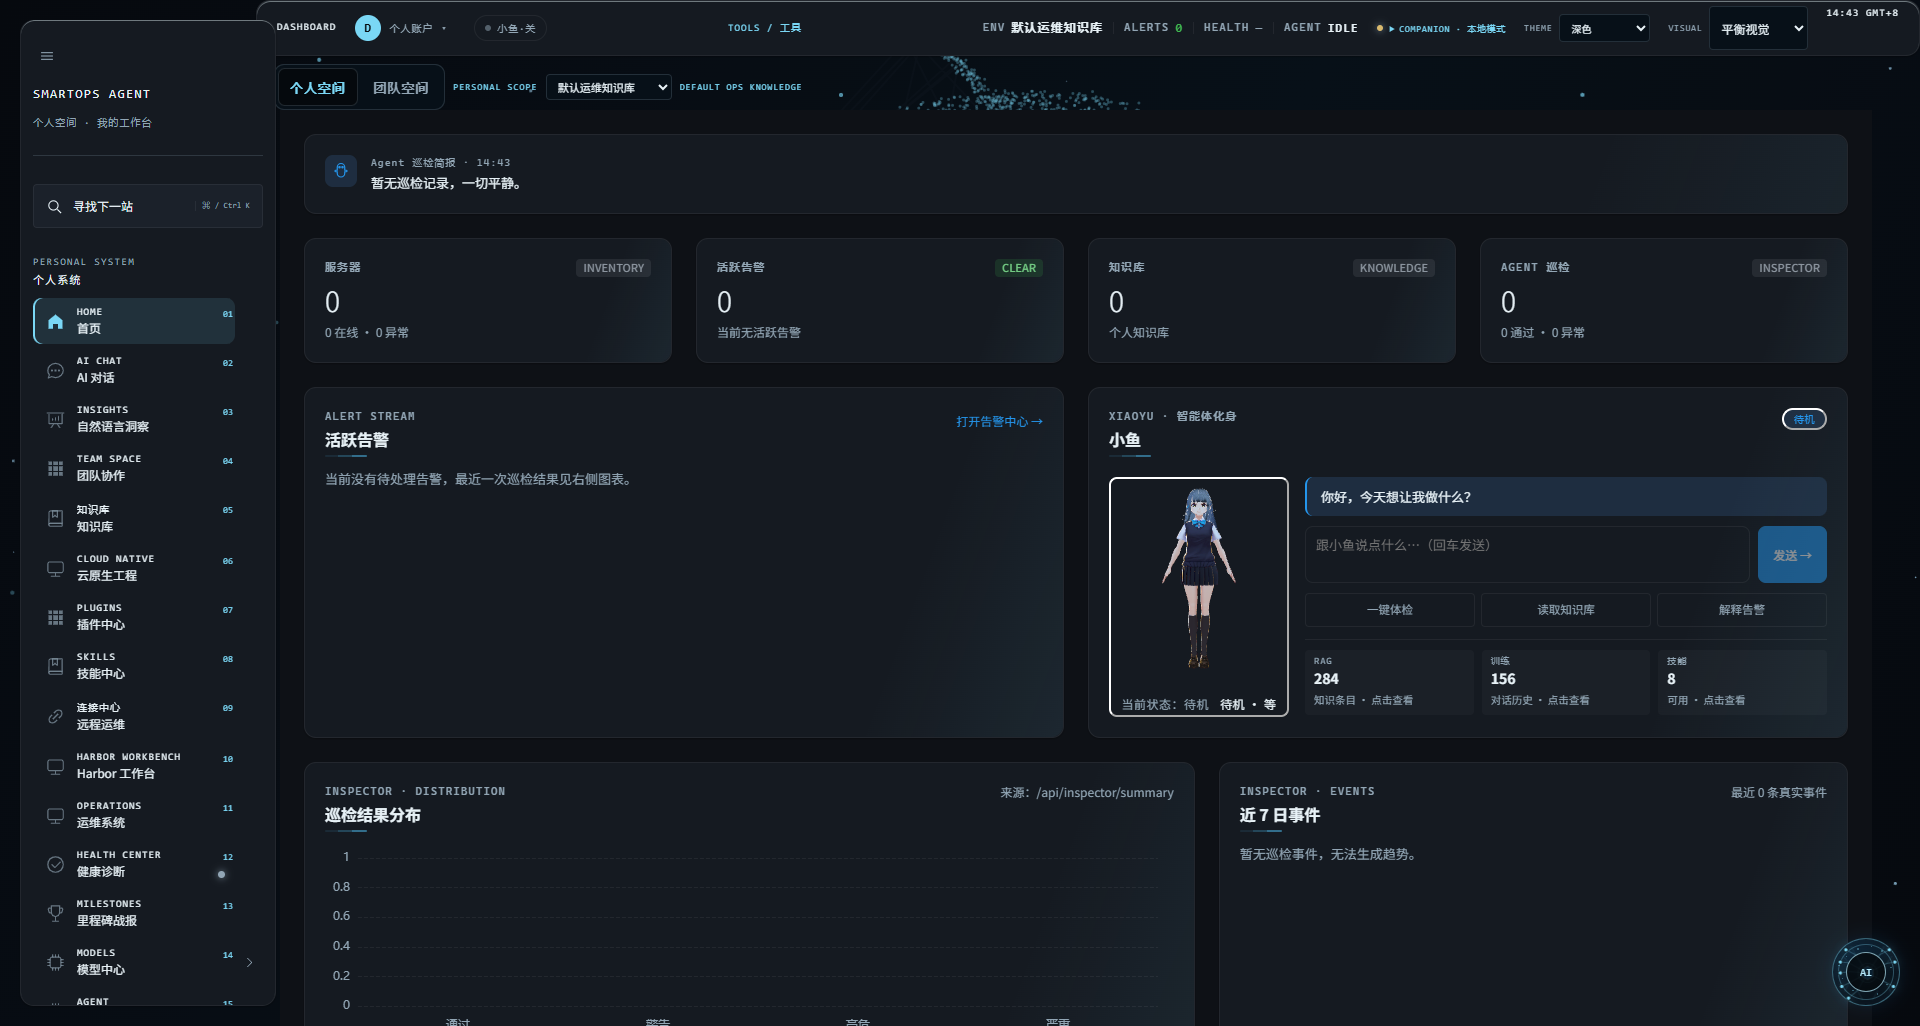 DASHBOARD
D 个人账户
小鱼·关
TOOLS / 工具
ENV 默认运维知识库
ALERTS 0
HEALTH —
AGENT IDLE
COMPANION · 本地模式
THEME 深色
VISUAL 平衡视觉
14:43 GMT+8
SMARTOPS AGENT
个人空间 · 我的工作台
寻找下一站 ⌘ / Ctrl K
PERSONAL SYSTEM
个人系统
HOME 01
首页
AI CHAT 02
AI 对话
INSIGHTS 03
自然语言洞察
TEAM SPACE 04
团队协作
知识库 05
知识库
CLOUD NATIVE 06
云原生工程
PLUGINS 07
插件中心
SKILLS 08
技能中心
连接中心 09
远程运维
HARBOR WORKBENCH 10
Harbor 工作台
OPERATIONS 11
运维系统
HEALTH CENTER 12
健康诊断
MILESTONES 13
里程碑战报
MODELS 14
模型中心
AGENT 15
个人空间 团队空间 PERSONAL SCOPE 默认运维知识库 DEFAULT OPS KNOWLEDGE
Agent 巡检简报 · 14:43
暂无巡检记录，一切平静。
服务器 INVENTORY
0
0 在线 • 0 异常
活跃告警 CLEAR
0
当前无活跃告警
知识库 KNOWLEDGE
0
个人知识库
AGENT 巡检 INSPECTOR
0
0 通过 • 0 异常
ALERT STREAM
活跃告警
打开告警中心 →
当前没有待处理告警，最近一次巡检结果见右侧图表。
XIAOYU · 智能体化身
小鱼
待机
当前状态：待机 待机 • 等
你好，今天想让我做什么？
跟小鱼说点什么…（回车发送）
发送 →
一键体检 读取知识库 解释告警
RAG
284
知识条目 • 点击查看
训练
156
对话历史 • 点击查看
技能
8
可用 • 点击查看
INSPECTOR · DISTRIBUTION
巡检结果分布
来源：/api/inspector/summary
1
0.8
0.6
0.4
0.2
0
通过 警告 高危 严重
INSPECTOR · EVENTS
近 7 日事件
最近 0 条真实事件
暂无巡检事件，无法生成趋势。
AI